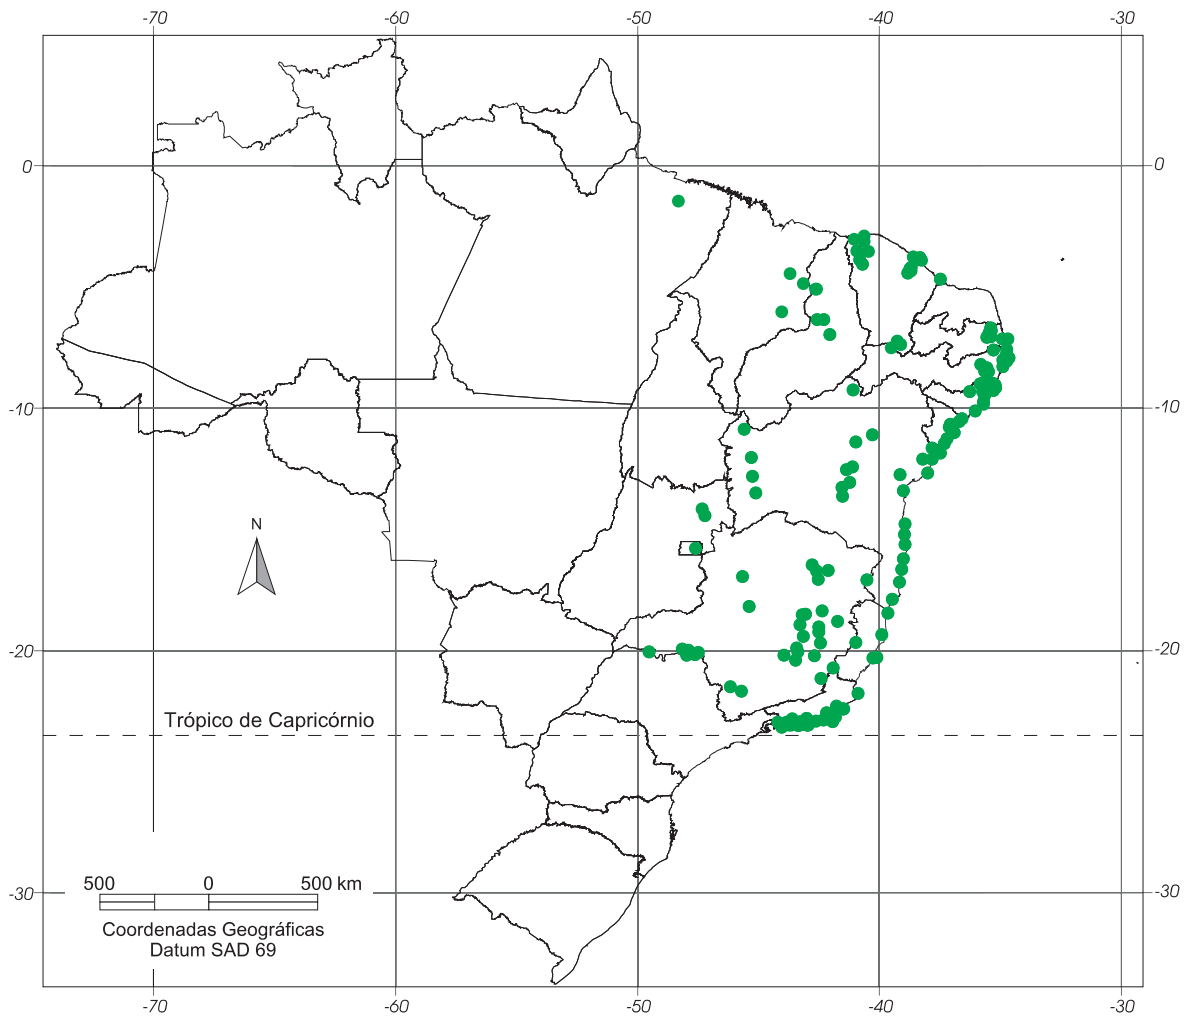 -70 -60 -50 -40 -30
0 0
-10 -10
N
-20 -20
Trópico de Capricórnio
500 0 500 km
-30 -30
Coordenadas Geográficas
Datum SAD 69
-70 -60 -50 -40 -30